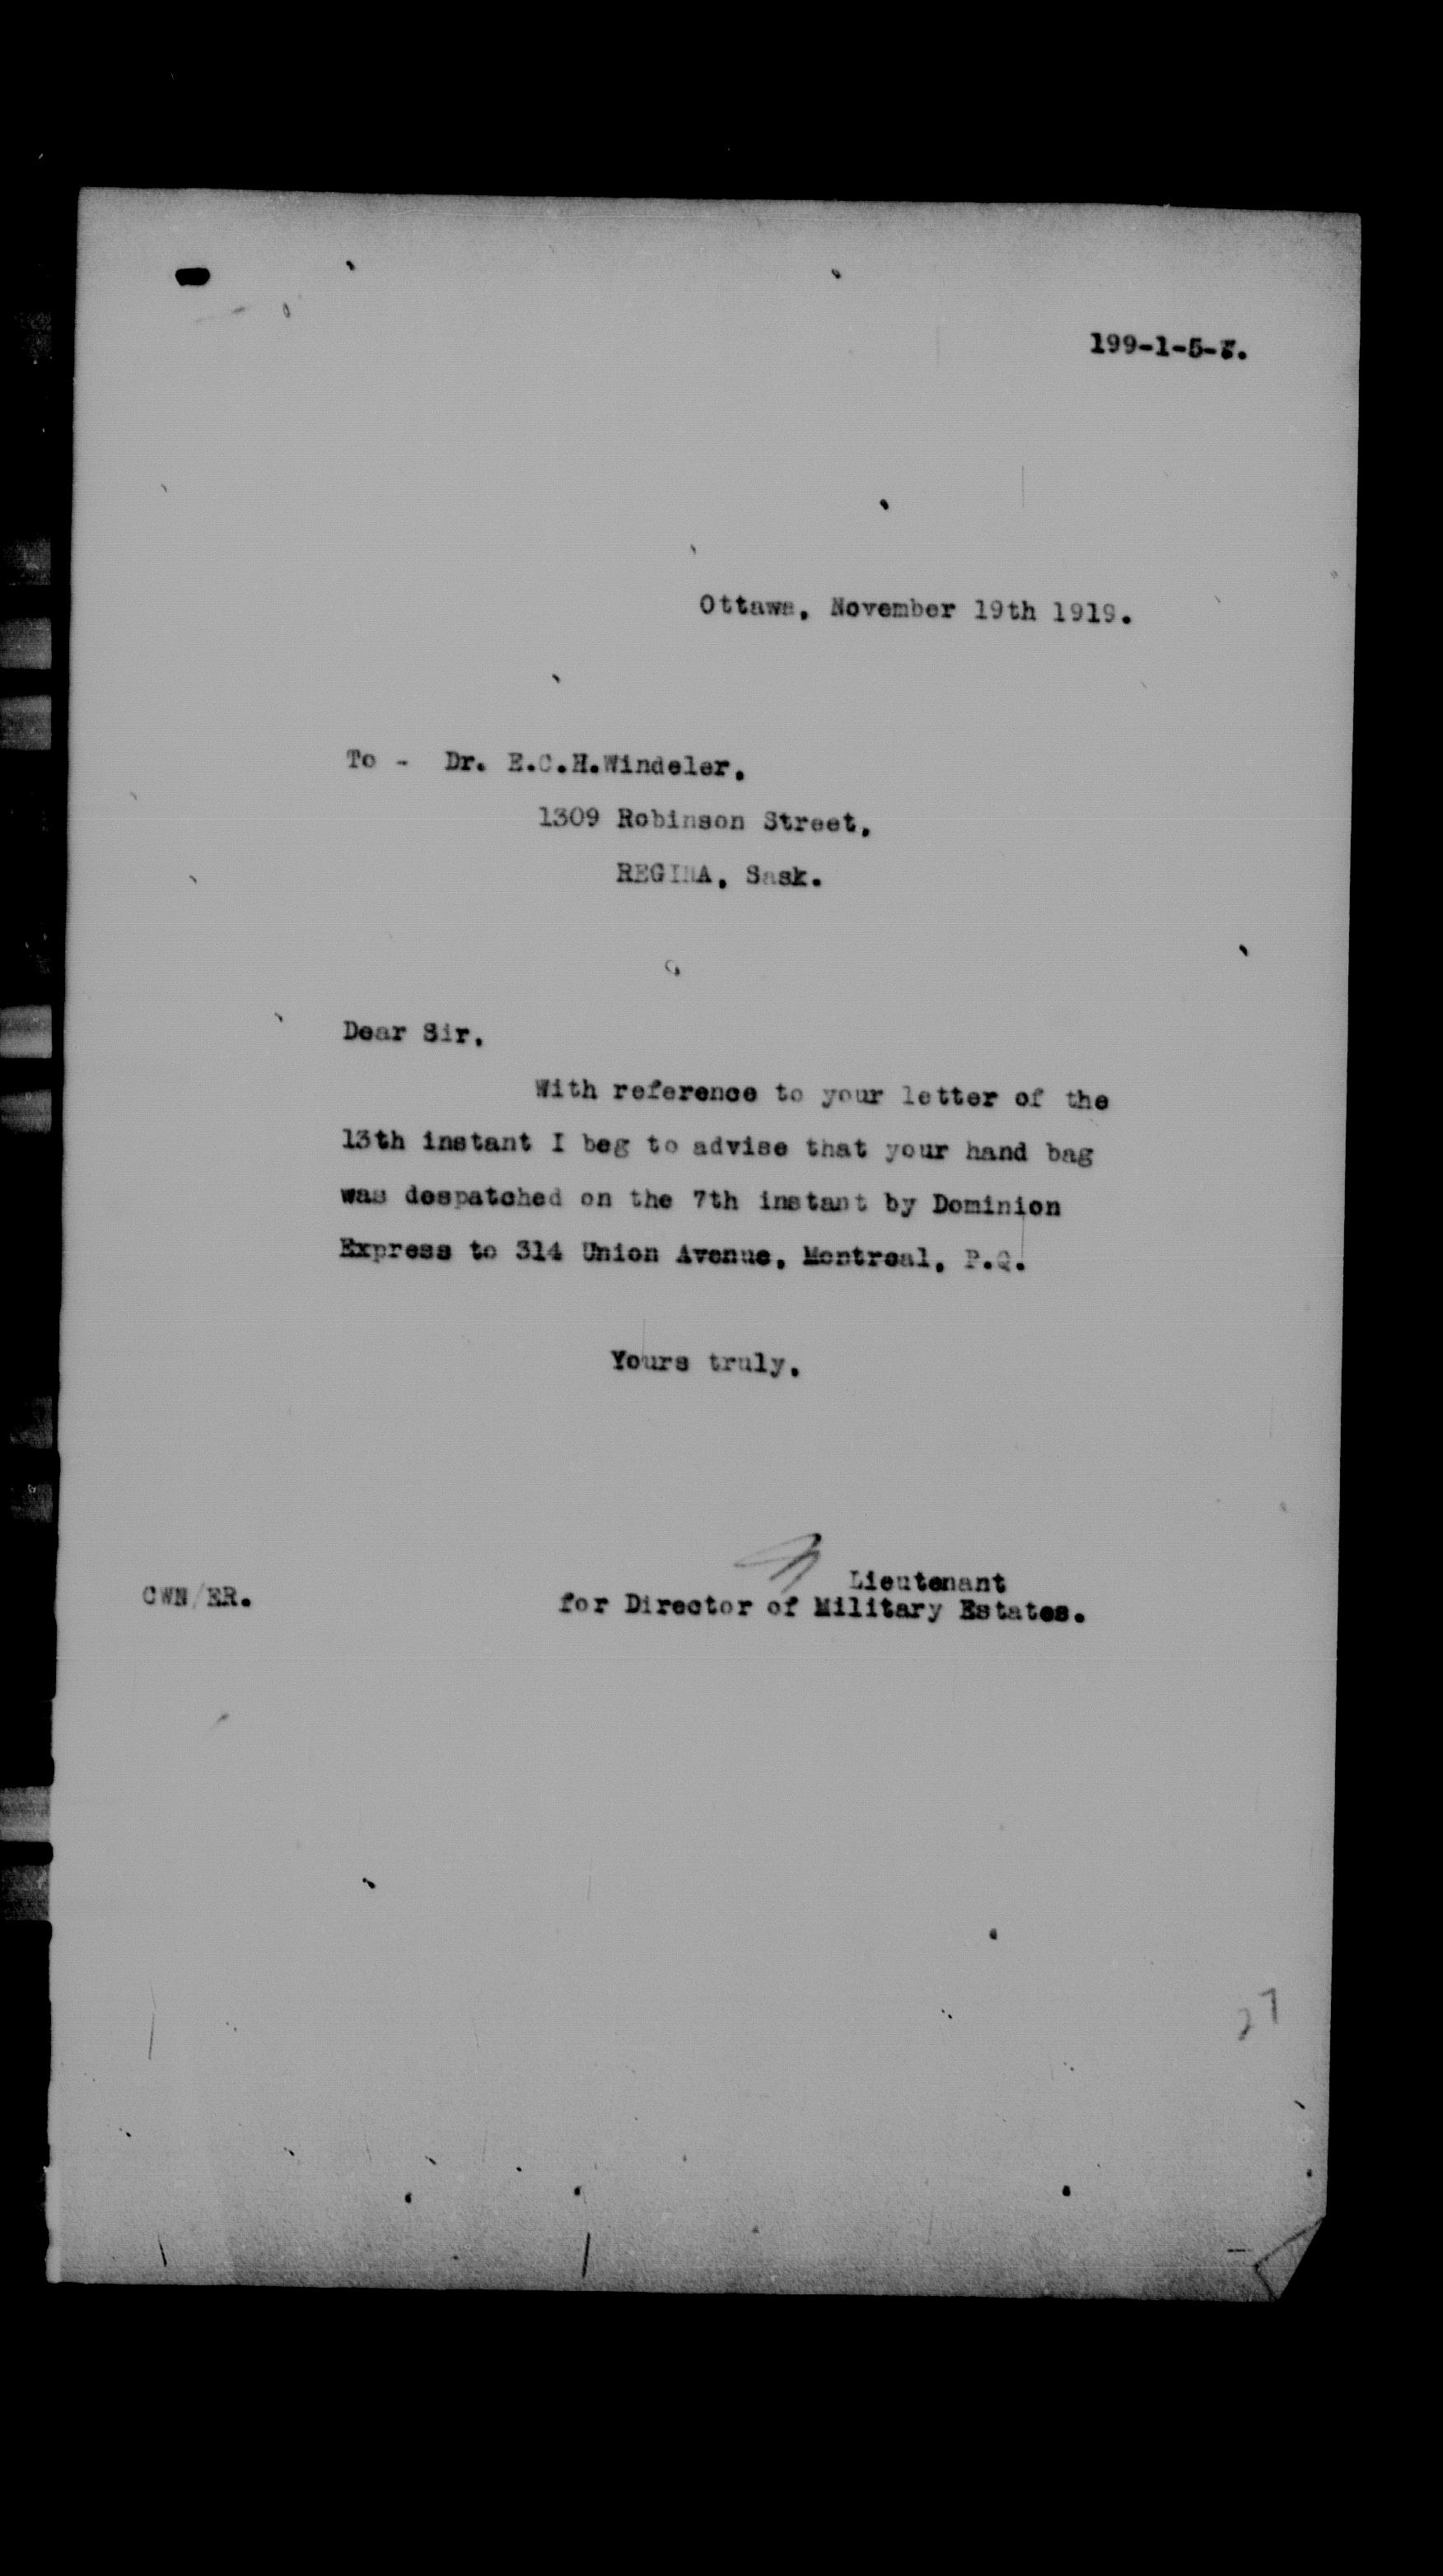 199-1-5-
Ottawa, November 19th 1919.
To - Dr. E.C.H.Windeler,
1309 Robinson Street,
REGINA, Sask.
Dear Sir,
With reference to your letter of the
13th instant I beg to advise that your hand bag
was despatched on the 7th instant by Dominion
Express to 314 Union Avenue, Montreal, P.Q.
Yours truly,
Lieutenant
CWN/ER. for Director of Military Estates.
27